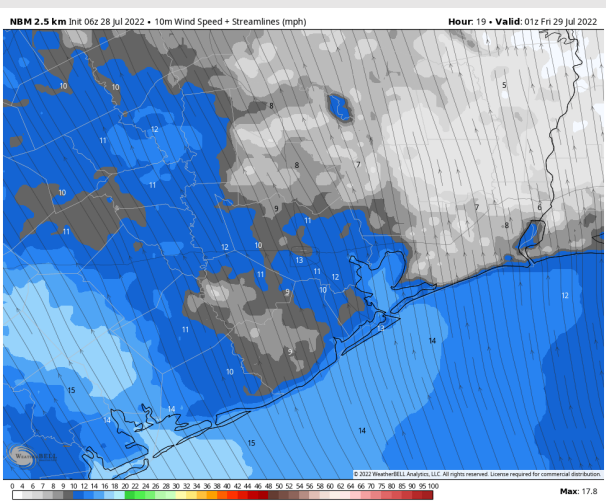 NBM 2.5 km Init 06z 28 Jul 2022 • 10m Wind Speed + Streamlines (mph) Hour: 19 • Valid: 01z Fri 29 Jul 2022
5
10 10
8
12
11
8 7
11
10
9 7 6
11 8
11
12 10
13
11 11 12
9 10 12
11 13
14
9
10
15
14
14
14
15
WeatherBELL
© 2022 WeatherBELL Analytics, LLC. All rights reserved. License required for commercial distribution.
0 4 6 7 8 9 10 12 14 16 18 20 22 24 26 28 30 32 34 36 38 40 42 44 46 48 50 52 54 56 58 60 62 64 66 70 75 80 85 90 95 100
Max: 17.8